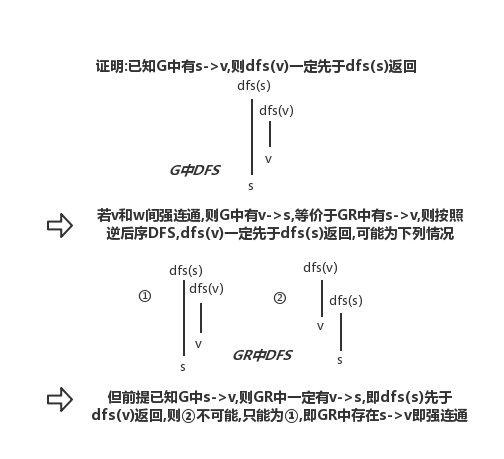 证明:已知G中有s->v,则dfs(v)一定先于dfs(s)返回
dfs(s)
dfs(v)
v
G中DFS
s
若v和w间强连通,则G中有v->s,等价于GR中有s->v,则按照
逆后序DFS,dfs(v)一定先于dfs(s)返回,可能为下列情况
dfs(s)
dfs(v)
①
v
s
dfs(v)
②
dfs(s)
v
s
GR中DFS
但前提已知G中s->v,则GR中一定有v->s,即dfs(s)先于
dfs(v)返回,则②不可能,只能为①,即GR中存在s->v即强连通